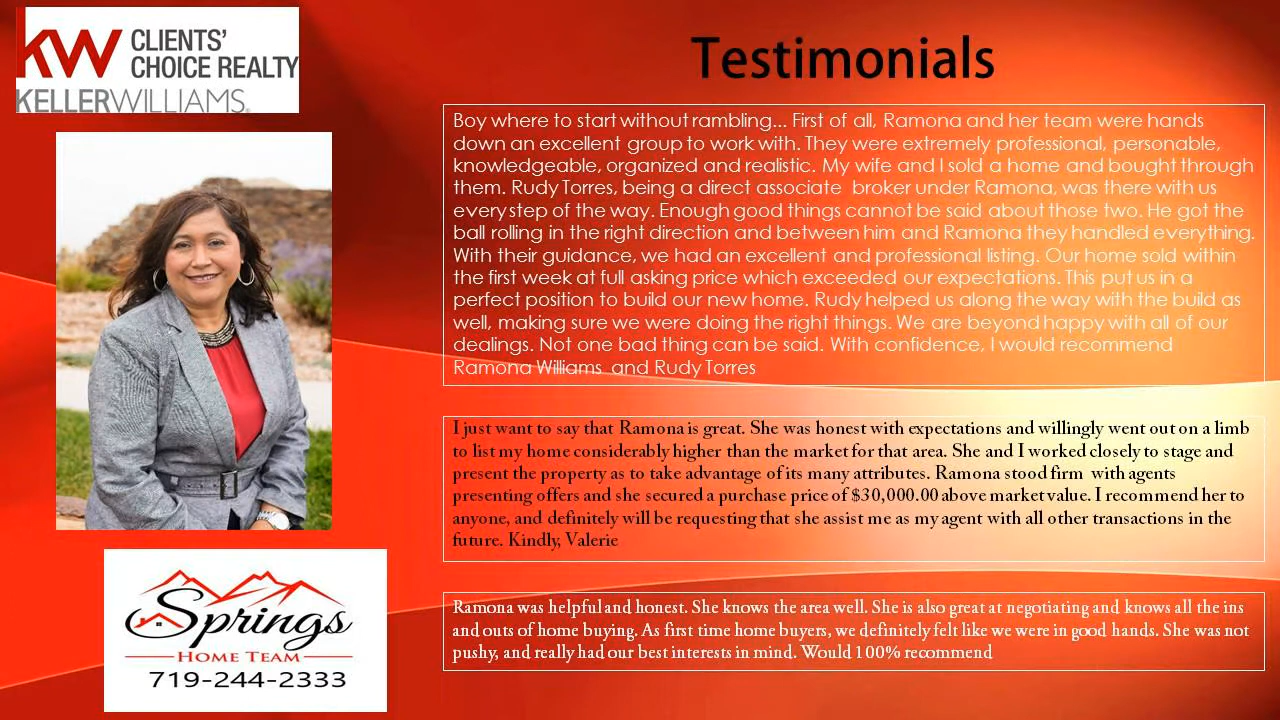 KW CLIENTS'
CHOICE REALTY
KELLERWILLIAMS®
Testimonials
Boy where to start without rambling... First of all, Ramona and her team were hands
down an excellent group to work with. They were extremely professional, personable,
knowledgeable, organized and realistic. My wife and I sold a home and bought through
them. Rudy Torres, being a direct associate broker under Ramona, was there with us
every step of the way. Enough good things cannot be said about those two. He got the
ball rolling in the right direction and between him and Ramona they handled everything.
With their guidance, we had an excellent and professional listing. Our home sold within
the first week at full asking price which exceeded our expectations. This put us in a
perfect position to build our new home. Rudy helped us along the way with the build as
well, making sure we were doing the right things. We are beyond happy with all of our
dealings. Not one bad thing can be said. With confidence, I would recommend
Ramona Williams and Rudy Torres
I just want to say that Ramona is great. She was honest with expectations and willingly went out on a limb
to list my home considerably higher than the market for that area. She and I worked closely to stage and
present the property as to take advantage of its many attributes. Ramona stood firm with agents
presenting offers and she secured a purchase price of $30,000.00 above market value. I recommend her to
anyone, and definitely will be requesting that she assist me as my agent with all other transactions in the
future. Kindly, Valerie
Ramona was helpful and honest. She knows the area well. She is also great at negotiating and knows all the ins
and outs of home buying. As first time home buyers, we definitely felt like we were in good hands. She was not
pushy, and really had our best interests in mind. Would 100% recommend
Springs
HOME TEAM
719-244-2333